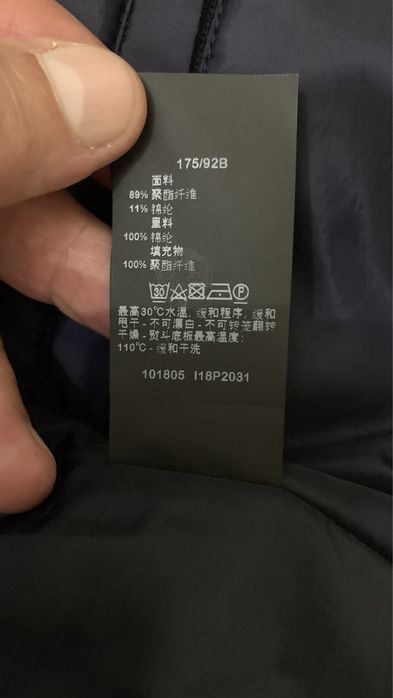 175/92B
面料
89% 聚酯纤维
11% 锦纶
里料
100% 锦纶
填充物
100% 聚酯纤维
30 P
最高30℃水温，缓和程序，缓和
甩干 - 不可漂白 - 不可转笼翻转
干燥 - 熨斗底板最高温度：
110℃ - 缓和干洗
101805 I18P2031